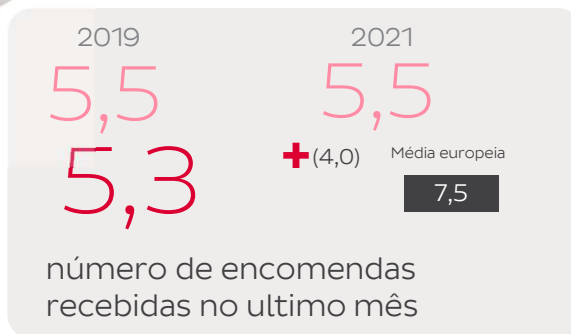 2019 2021
5,5 5,5
5,3 +(4,0) Média europeia
7,5
número de encomendas
recebidas no ultimo mês